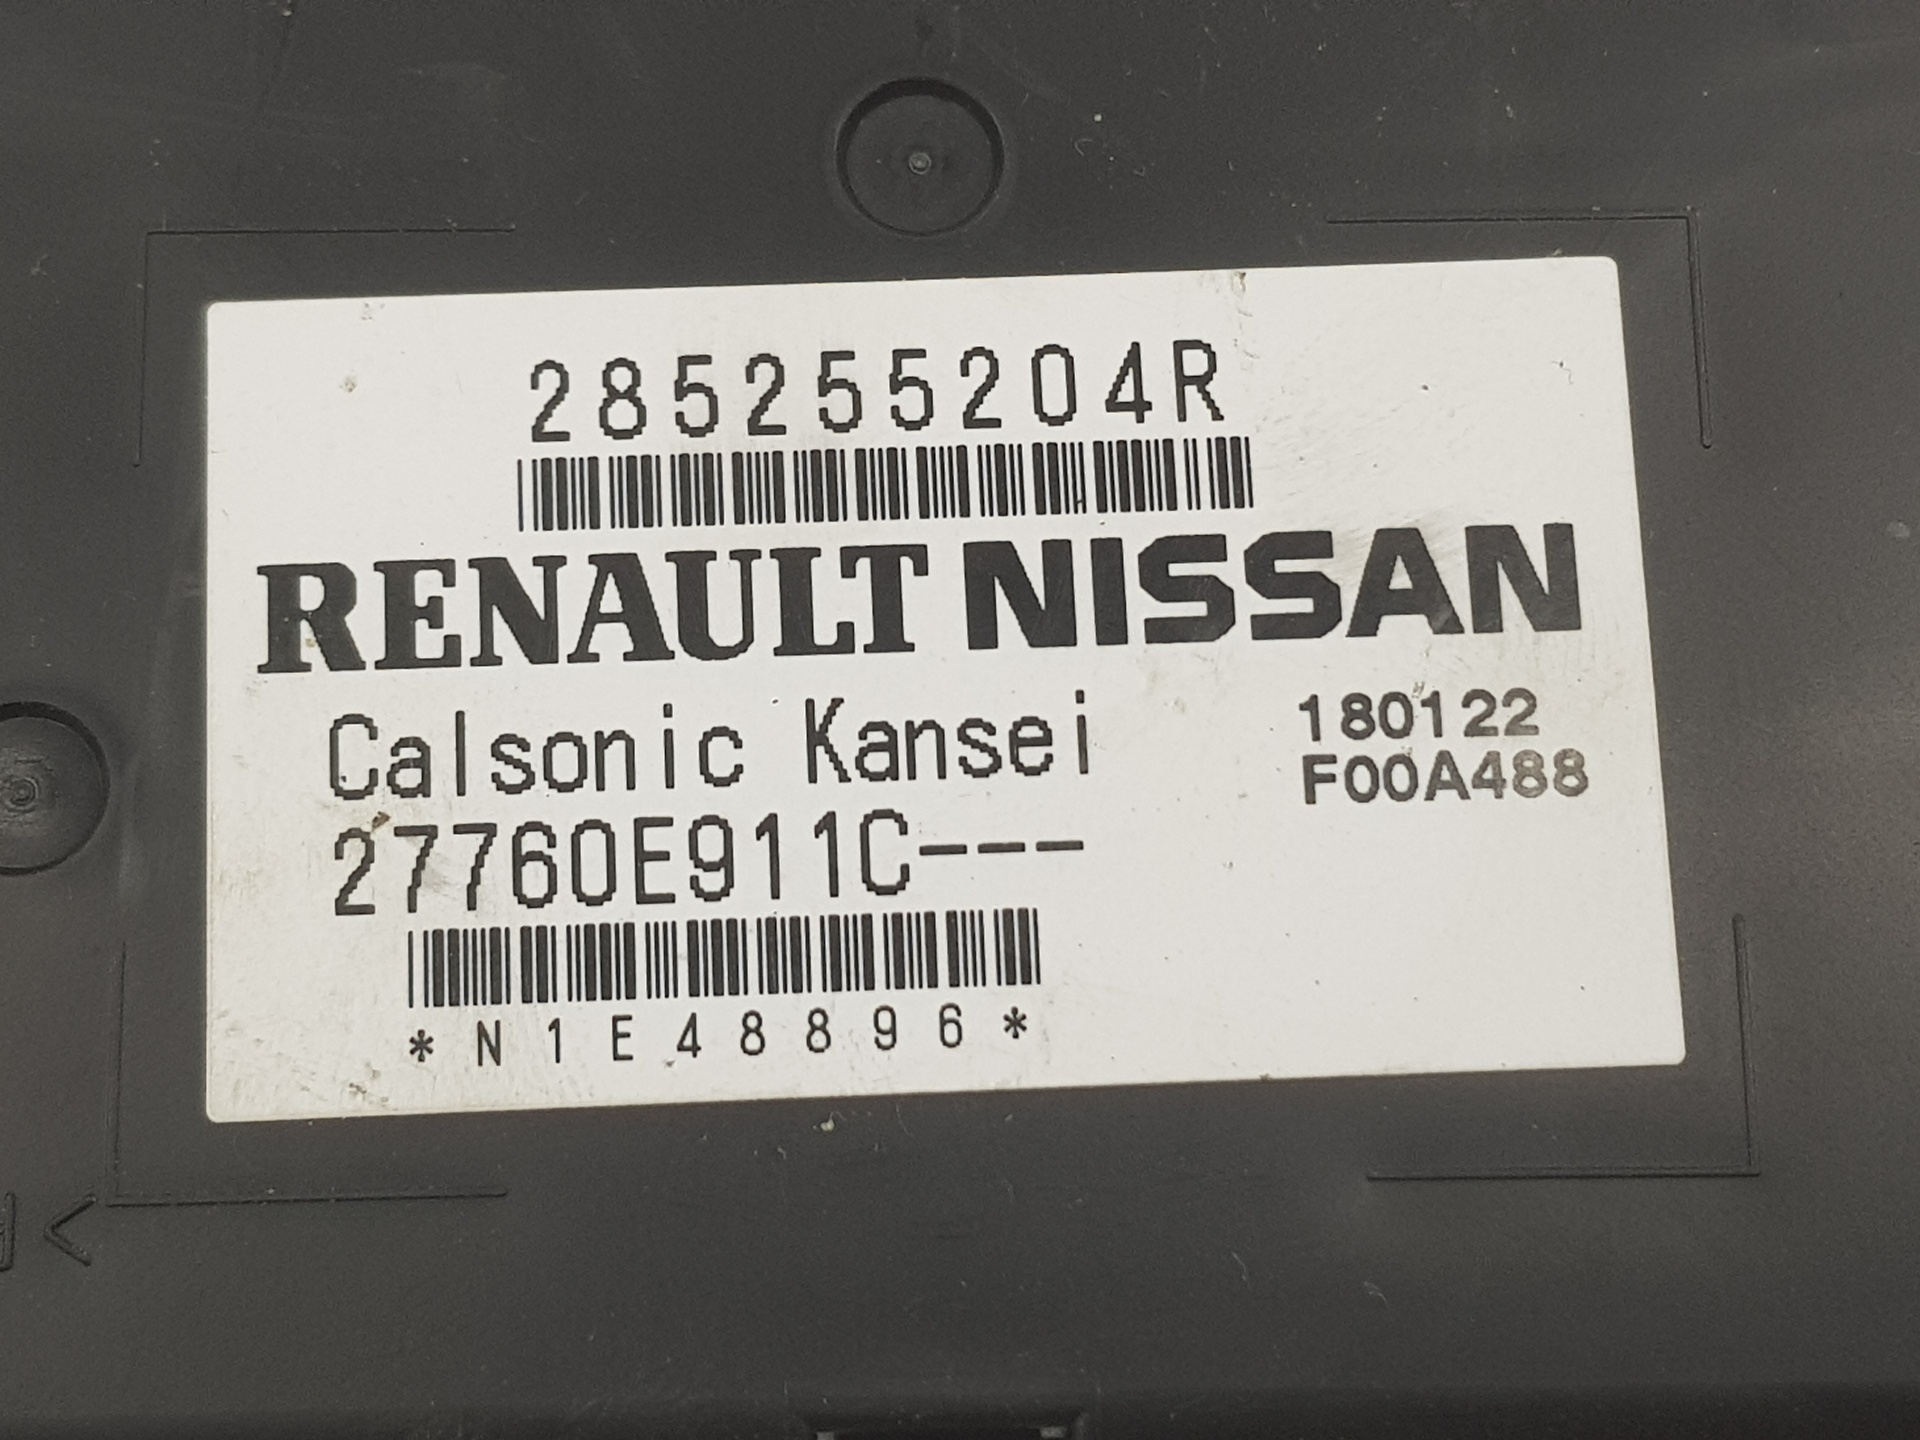 285255204R
RENAULT NISSAN
Calsonic Kansei
180122
F00A488
27760E911C---
*N1E48896*